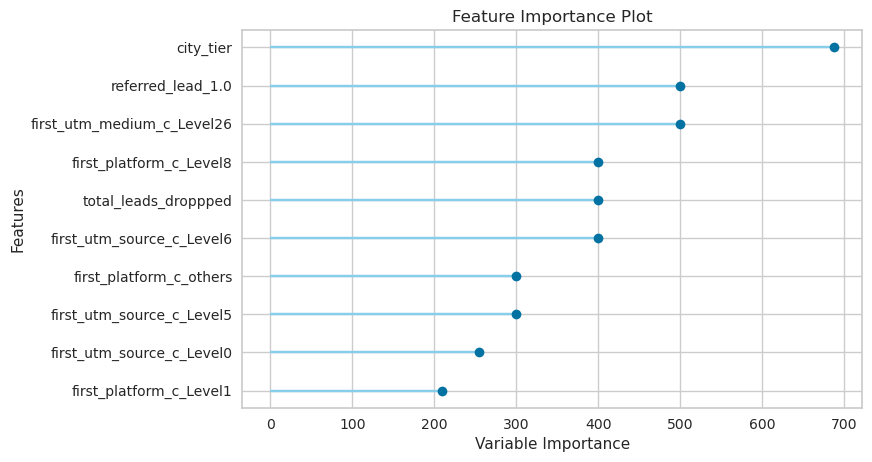 Feature Importance Plot
city_tier
referred_lead_1.0
first_utm_medium_c_Level26
first_platform_c_Level8
total_leads_droppped
first_utm_source_c_Level6
first_platform_c_others
first_utm_source_c_Level5
first_utm_source_c_Level0
first_platform_c_Level1
Features
0 100 200 300 400 500 600 700
Variable Importance